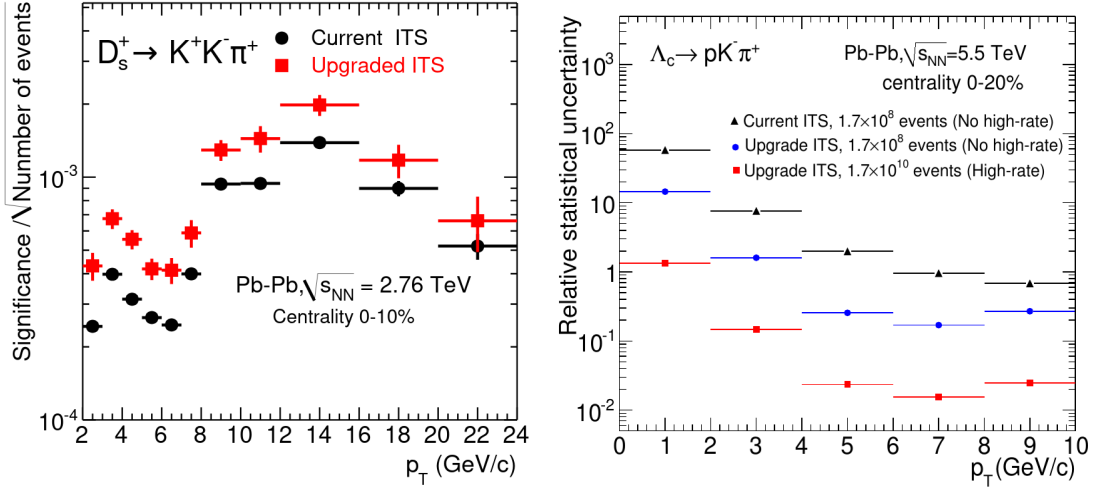 D_s^+ → K^+K^-π^+
Current ITS
Upgraded ITS
Significance /√Nunmber of events
10^-3
10^-4
Pb-Pb,√s_NN = 2.76 TeV
Centrality 0-10%
2 4 6 8 10 12 14 16 18 20 22 24
p_T (GeV/c)
Relative statistical uncertainty
10^3
10^2
10
1
10^-1
10^-2
Λ_c→ pK^-π^+
Pb-Pb,√s_NN=5.5 TeV
centrality 0-20%
Current ITS, 1.7×10^8 events (No high-rate)
Upgrade ITS, 1.7×10^8 events (No high-rate)
Upgrade ITS, 1.7×10^10 events (High-rate)
0 1 2 3 4 5 6 7 8 9 10
p_T(GeV/c)